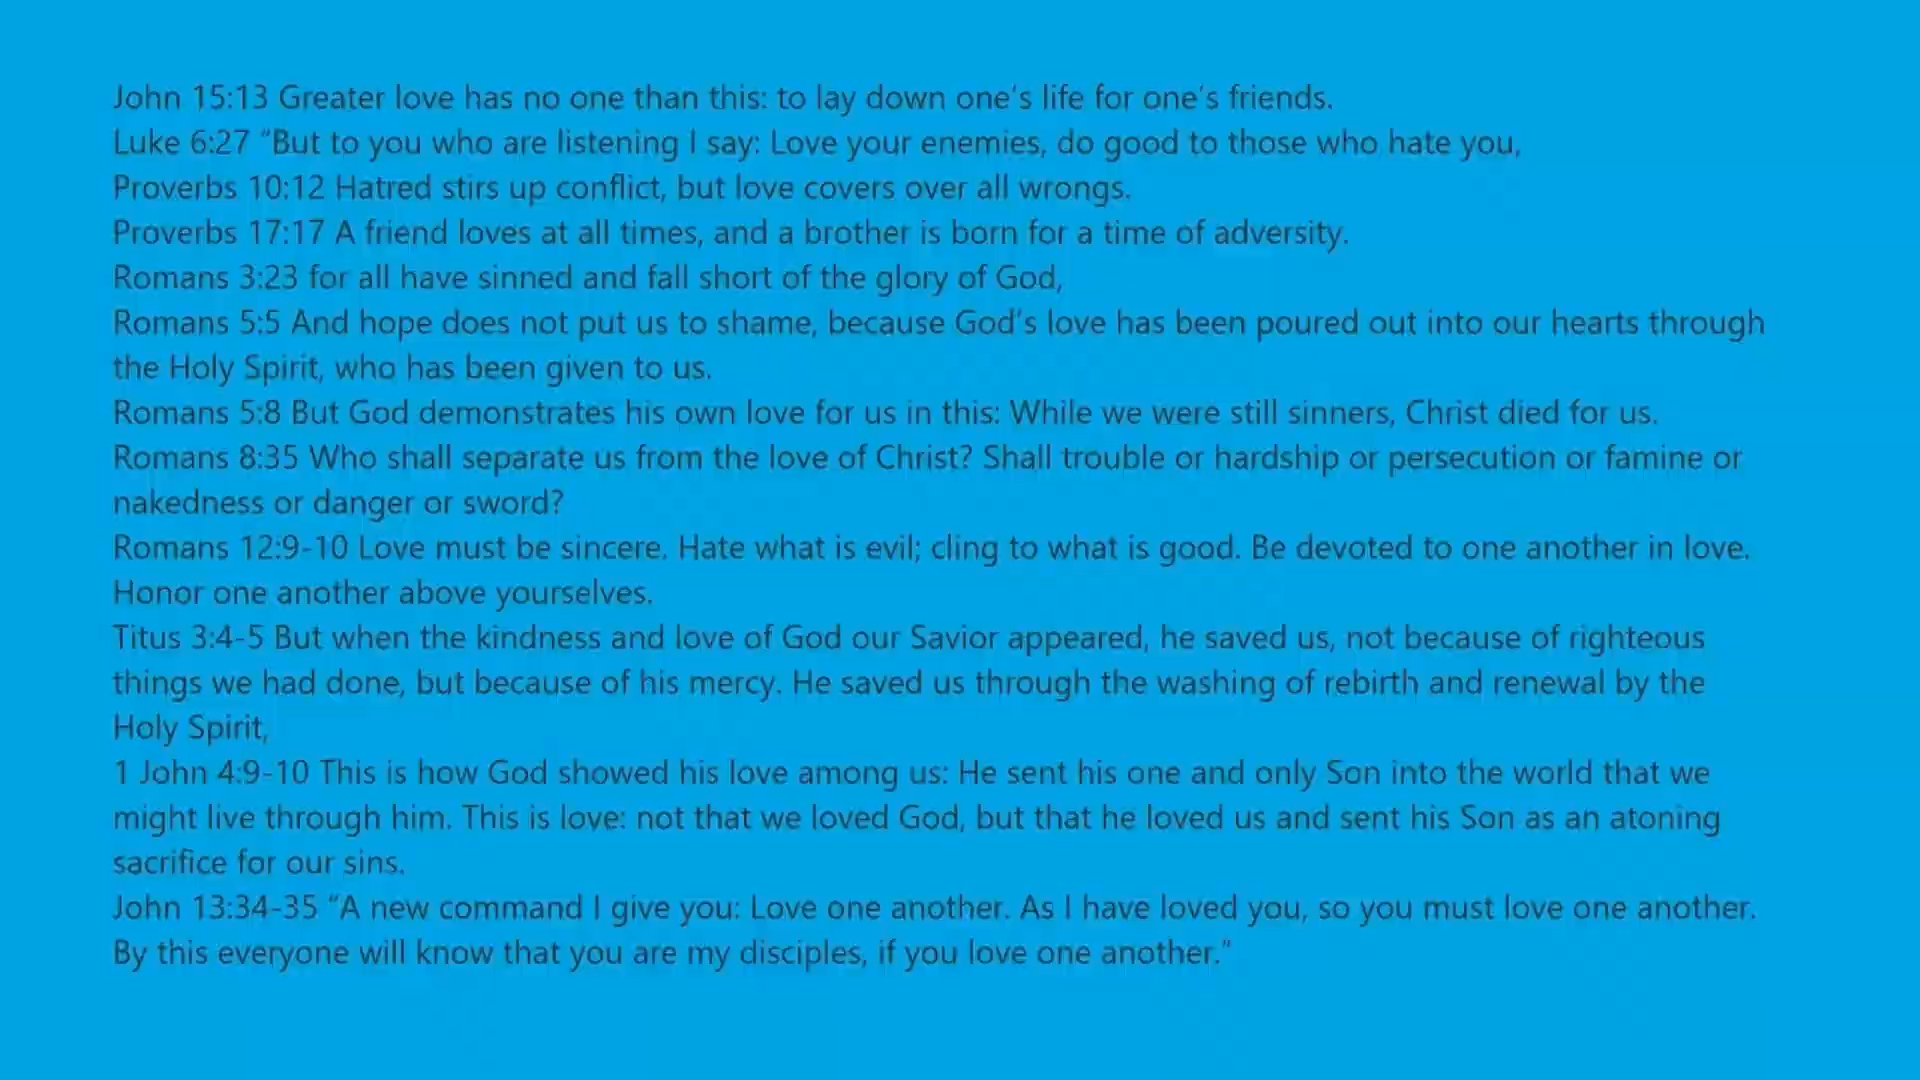 John 15:13 Greater love has no one than this: to lay down one's life for one's friends.
Luke 6:27 “But to you who are listening I say: Love your enemies, do good to those who hate you,
Proverbs 10:12 Hatred stirs up conflict, but love covers over all wrongs.
Proverbs 17:17 A friend loves at all times, and a brother is born for a time of adversity.
Romans 3:23 for all have sinned and fall short of the glory of God,
Romans 5:5 And hope does not put us to shame, because God's love has been poured out into our hearts through
the Holy Spirit, who has been given to us.
Romans 5:8 But God demonstrates his own love for us in this: While we were still sinners, Christ died for us.
Romans 8:35 Who shall separate us from the love of Christ? Shall trouble or hardship or persecution or famine or
nakedness or danger or sword?
Romans 12:9-10 Love must be sincere. Hate what is evil; cling to what is good. Be devoted to one another in love.
Honor one another above yourselves.
Titus 3:4-5 But when the kindness and love of God our Savior appeared, he saved us, not because of righteous
things we had done, but because of his mercy. He saved us through the washing of rebirth and renewal by the
Holy Spirit,
1 John 4:9-10 This is how God showed his love among us: He sent his one and only Son into the world that we
might live through him. This is love: not that we loved God, but that he loved us and sent his Son as an atoning
sacrifice for our sins.
John 13:34-35 “A new command I give you: Love one another. As I have loved you, so you must love one another.
By this everyone will know that you are my disciples, if you love one another.”